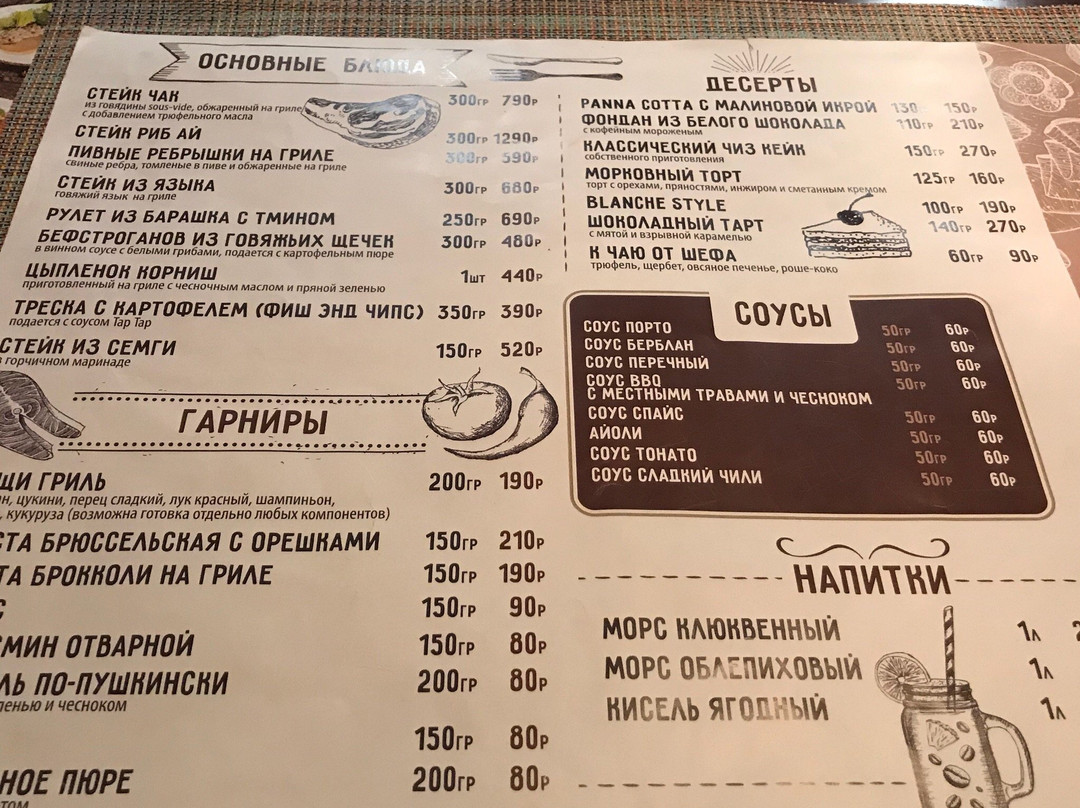 ОСНОВНЫЕ БЛЮДА
СТЕЙК ЧАК 300ГР 790Р
из говядины sous-vide, обжаренный на гриле
с добавлением трюфельного масла
СТЕЙК РИБ АЙ 300ГР 1290Р
ПИВНЫЕ РЕБРЫШКИ НА ГРИЛЕ 300ГР 590Р
свиные ребра, томленые в пиве и обжаренные на гриле
СТЕЙК ИЗ ЯЗЫКА 300ГР 680Р
говяжий язык на гриле
РУЛЕТ ИЗ БАРАШКА С ТМИНОМ 250ГР 690Р
БЕФСТРОГАНОВ ИЗ ГОВЯЖЬИХ ЩЕЧЕК 300ГР 480Р
в винном соусе с белыми грибами, подается с картофельным пюре
ЦЫПЛЕНОК КОРНИШ 1ШТ 440Р
приготовленный на гриле с чесночным маслом и пряной зеленью
ТРЕСКА С КАРТОФЕЛЕМ (ФИШ ЭНД ЧИПС) 350ГР 390Р
подается с соусом Тар Тар
СТЕЙК ИЗ СЕМГИ 150ГР 520Р
в горчичном маринаде
ГАРНИРЫ
ЩИ ГРИЛЬ 200ГР 190Р
н, цукини, перец сладкий, лук красный, шампиньон,
, кукуруза (возможна готовка отдельно любых компонентов)
СТА БРЮССЕЛЬСКАЯ С ОРЕШКАМИ 150ГР 210Р
ТА БРОККОЛИ НА ГРИЛЕ 150ГР 190Р
С 150ГР 90Р
СМИН ОТВАРНОЙ 150ГР 80Р
ЛЬ ПО-ПУШКИНСКИ 200ГР 80Р
ленью и чесноком
150ГР 80Р
НОЕ ПЮРЕ 200ГР 80Р
ДЕСЕРТЫ
PANNA COTTA С МАЛИНОВОЙ ИКРОЙ 130 150Р
ФОНДАН ИЗ БЕЛОГО ШОКОЛАДА 110ГР 210Р
с кофейным мороженым
КЛАССИЧЕСКИЙ ЧИЗ КЕЙК 150ГР 270Р
собственного приготовления
МОРКОВНЫЙ ТОРТ 125ГР 160Р
торт с орехами, пряностями, инжиром и сметанным кремом
BLANCHE STYLE 100ГР 190Р
ШОКОЛАДНЫЙ ТАРТ 140ГР 270Р
с мятой и взрывной карамелью
К ЧАЮ ОТ ШЕФА 60ГР 90Р
трюфель, щербет, овсяное печенье, роше-коко
СОУСЫ
СОУС ПОРТО 50ГР 60Р
СОУС БЕРБЛАН 50ГР 60Р
СОУС ПЕРЕЧНЫЙ 50ГР 60Р
СОУС BBQ 50ГР 60Р
С МЕСТНЫМИ ТРАВАМИ И ЧЕСНОКОМ
СОУС СПАЙС 50ГР 60Р
АЙОЛИ 50ГР 60Р
СОУС ТОНАТО 50ГР 60Р
СОУС СЛАДКИЙ ЧИЛИ 50ГР 60Р
НАПИТКИ
МОРС КЛЮКВЕННЫЙ 1Л 2
МОРС ОБЛЕПИХОВЫЙ 1Л
КИСЕЛЬ ЯГОДНЫЙ 1Л